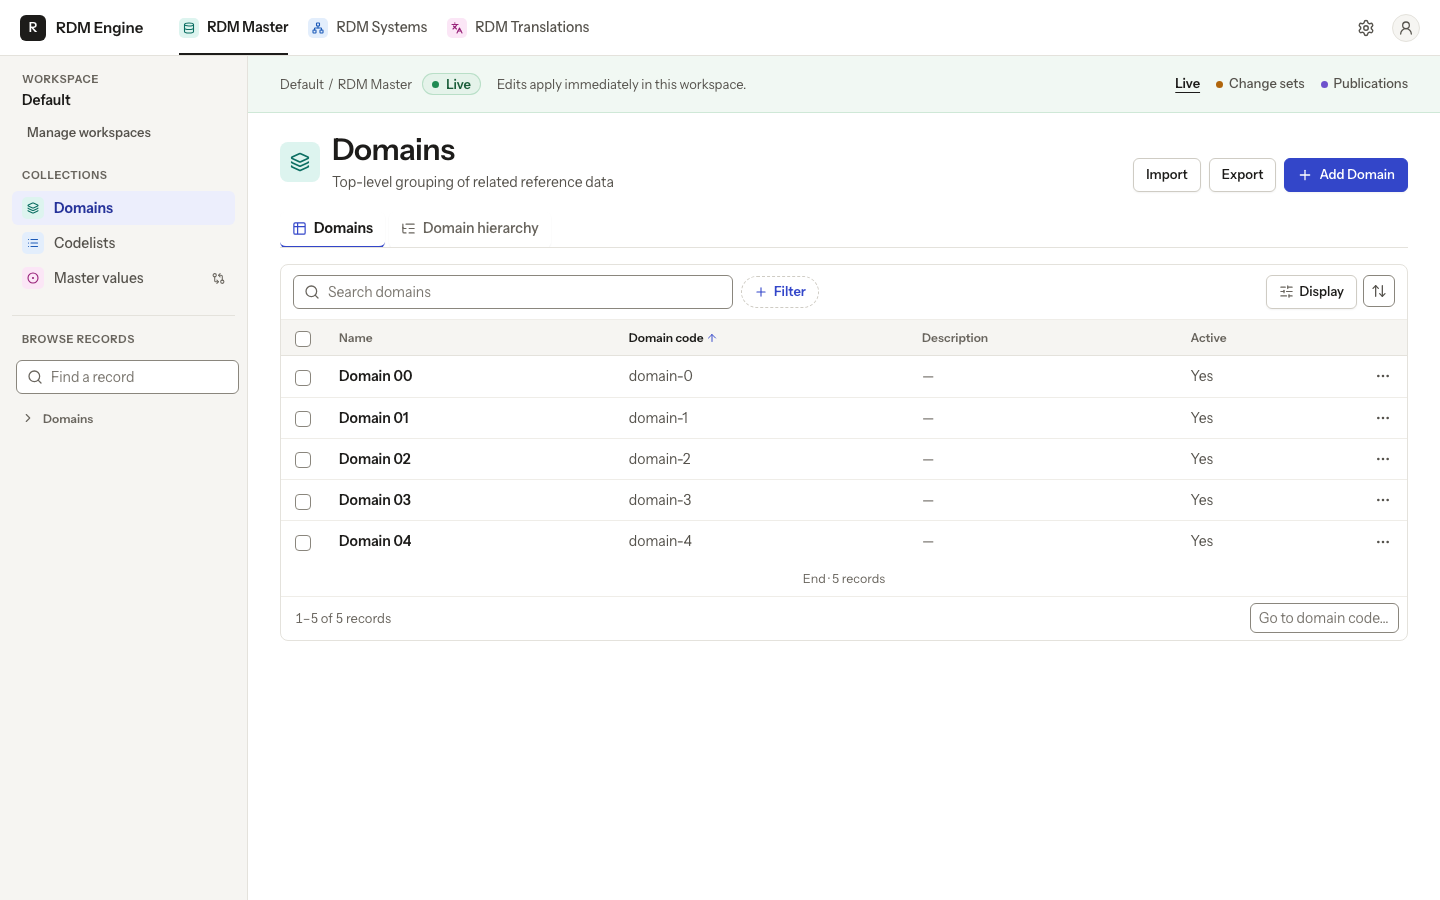 R RDM Engine RDM Master RDM Systems RDM Translations
WORKSPACE
Default
Manage workspaces
COLLECTIONS
Domains
Codelists
Master values
BROWSE RECORDS
Find a record
Domains
Default / RDM Master Live Edits apply immediately in this workspace. Live Change sets Publications
Domains
Top-level grouping of related reference data
Import Export + Add Domain
Domains Domain hierarchy
Search domains + Filter Display
Name Domain code ↑ Description Active
Domain 00 domain-0 — Yes ...
Domain 01 domain-1 — Yes ...
Domain 02 domain-2 — Yes ...
Domain 03 domain-3 — Yes ...
Domain 04 domain-4 — Yes ...
End · 5 records
1–5 of 5 records Go to domain code...